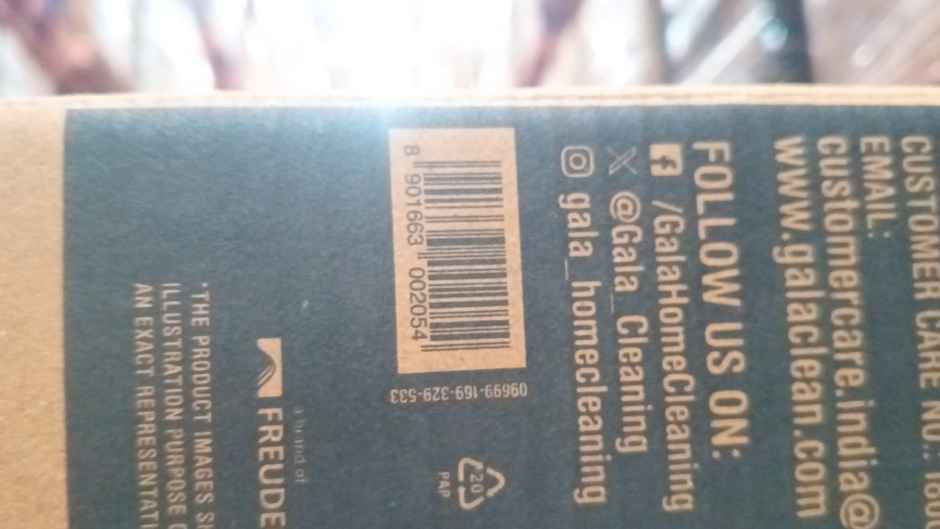 CUSTOMER CARE NO.:
EMAIL:
customercare.india@
www.galaclean.com
FOLLOW US ON:
/GalaHomeCleaning
@Gala_Cleaning
gala_homecleaning
8 901663 002054
09699-169-329-533
20
PAP
a brand of
FREUDE
*THE PRODUCT IMAGES
ILLUSTRATION PURPOSE
AN EXACT